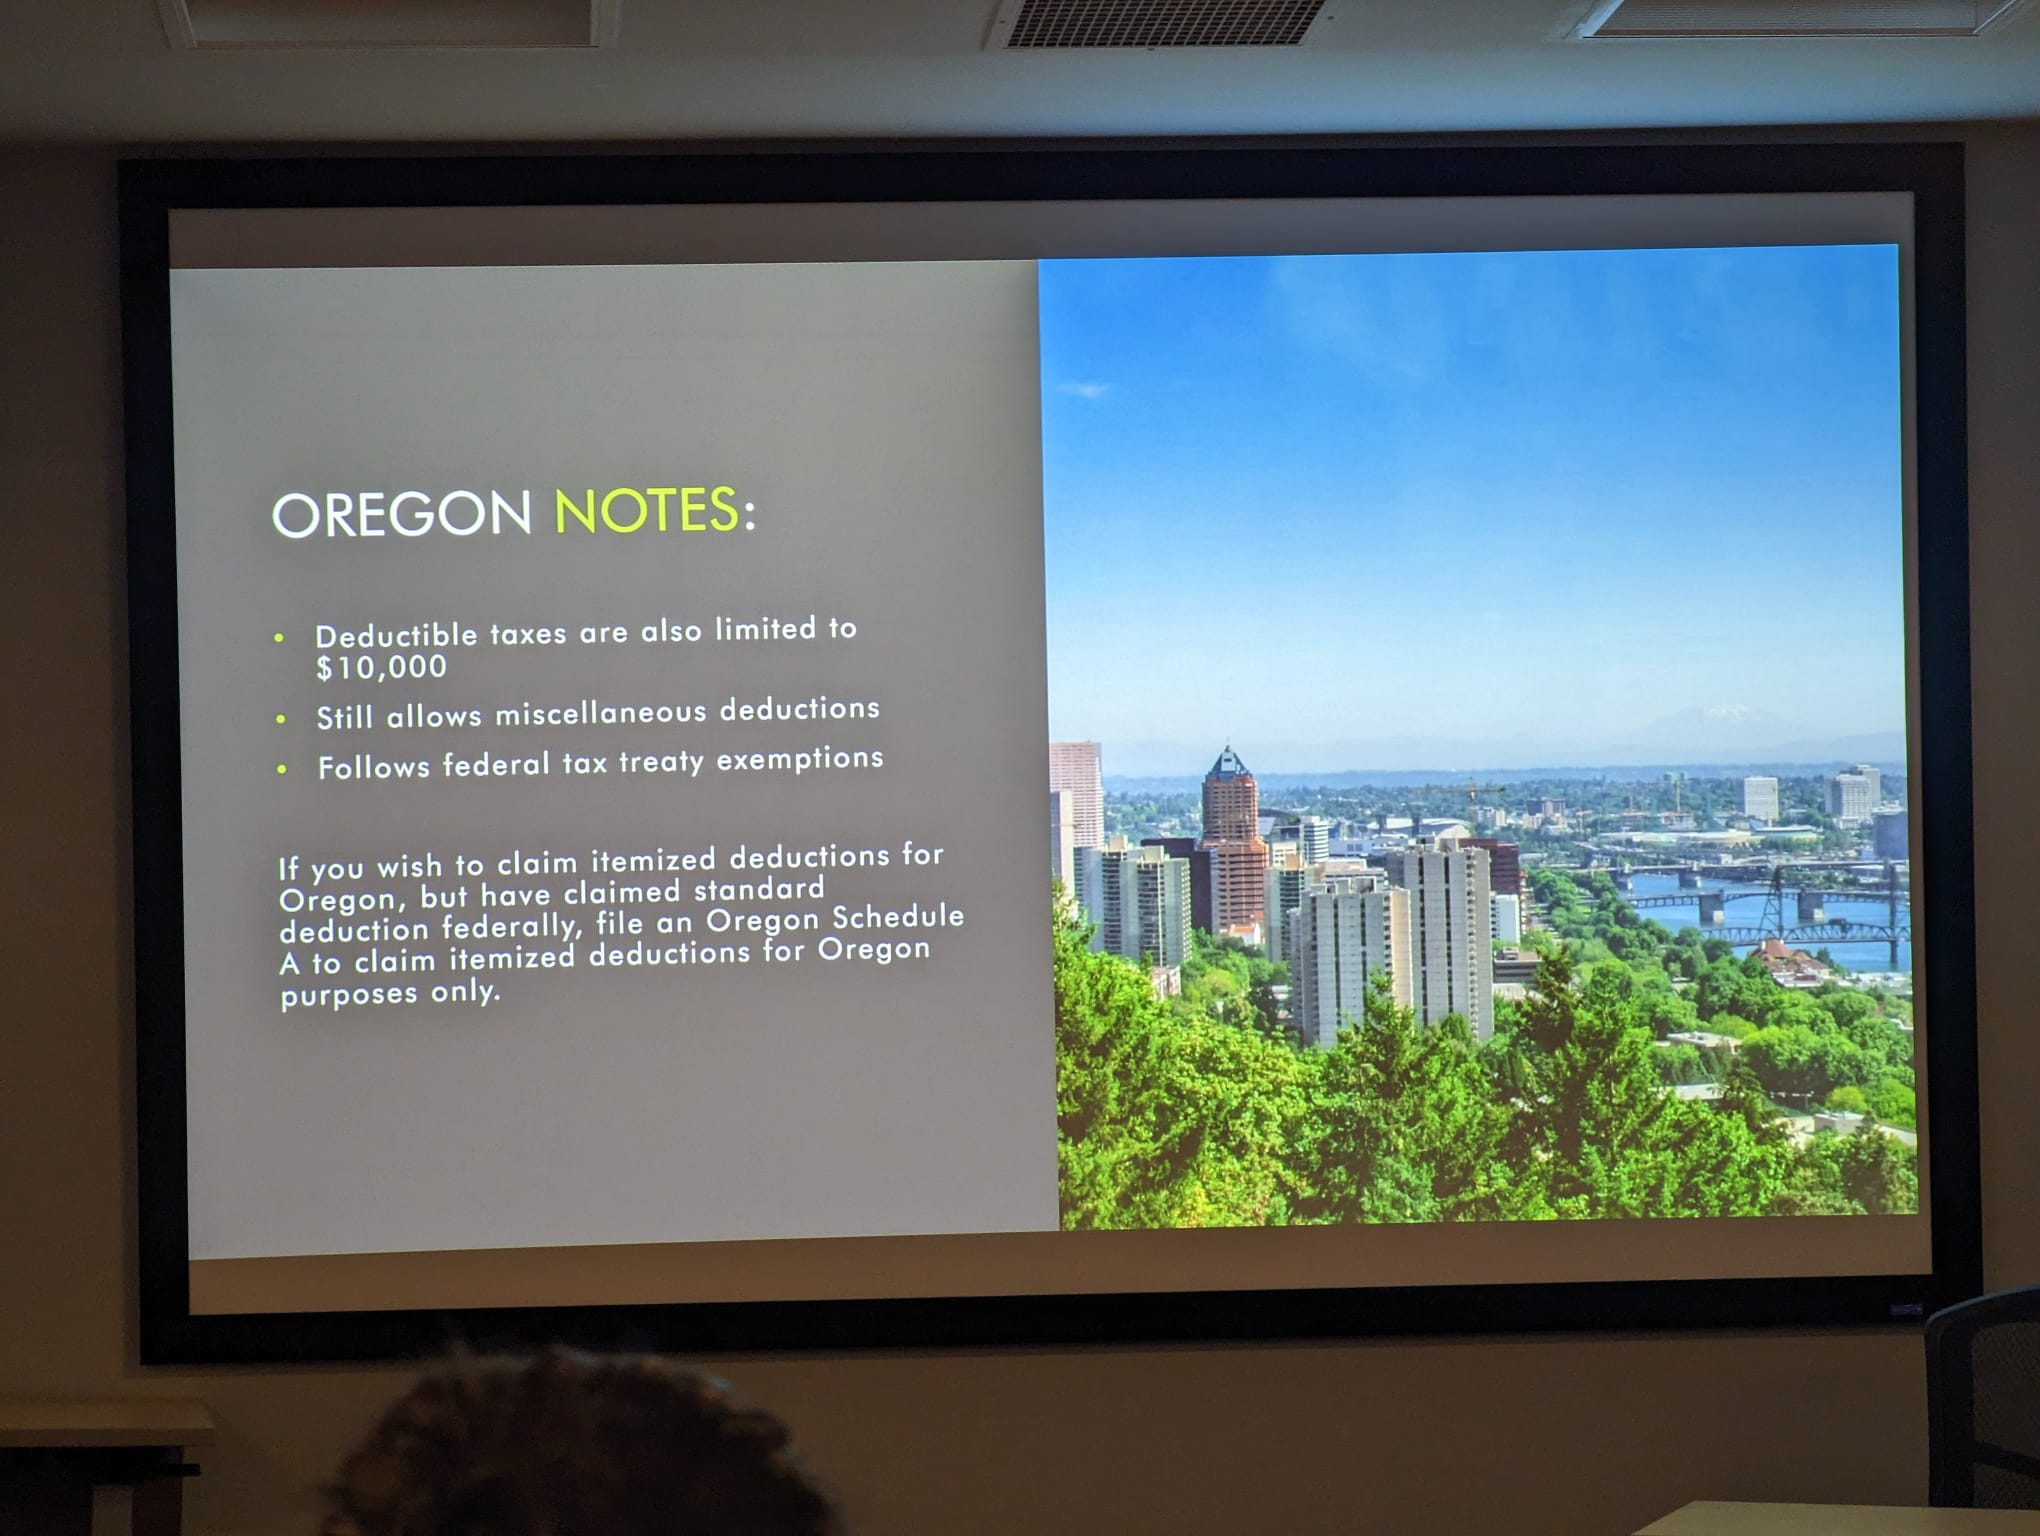 OREGON NOTES:
• Deductible taxes are also limited to
$10,000
• Still allows miscellaneous deductions
• Follows federal tax treaty exemptions
If you wish to claim itemized deductions for
Oregon, but have claimed standard
deduction federally, file an Oregon Schedule
A to claim itemized deductions for Oregon
purposes only.